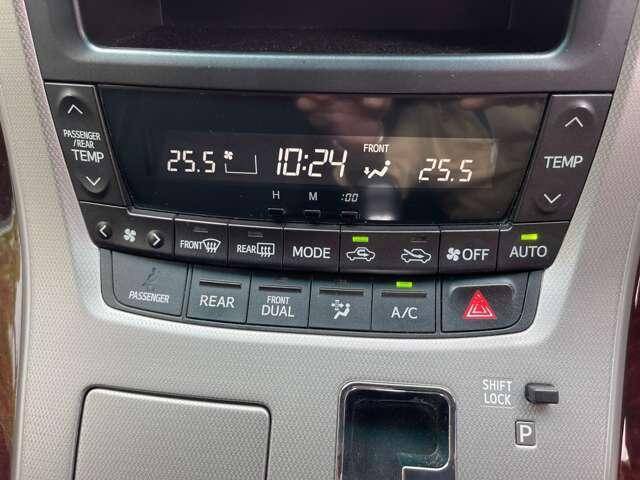 PASSENGER
/REAR
TEMP
25.5 10:24 FRONT 25.5
TEMP
H M :00
FRONT REAR MODE OFF AUTO
PASSENGER REAR FRONT DUAL A/C
SHIFT
LOCK
P